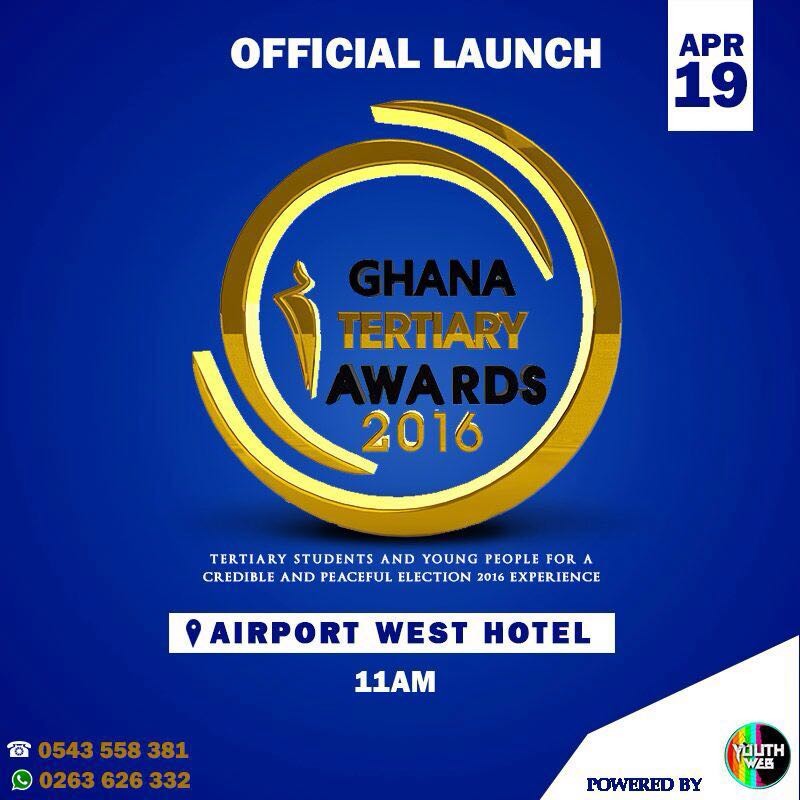 OFFICIAL LAUNCH
APR
19
GHANA
TERTIARY
AWARDS
2016
TERTIARY STUDENTS AND YOUNG PEOPLE FOR A
CREDIBLE AND PEACEFUL ELECTION 2016 EXPERIENCE
AIRPORT WEST HOTEL
11AM
0543 558 381
0263 626 332
POWERED BY
YOUTH
WEB